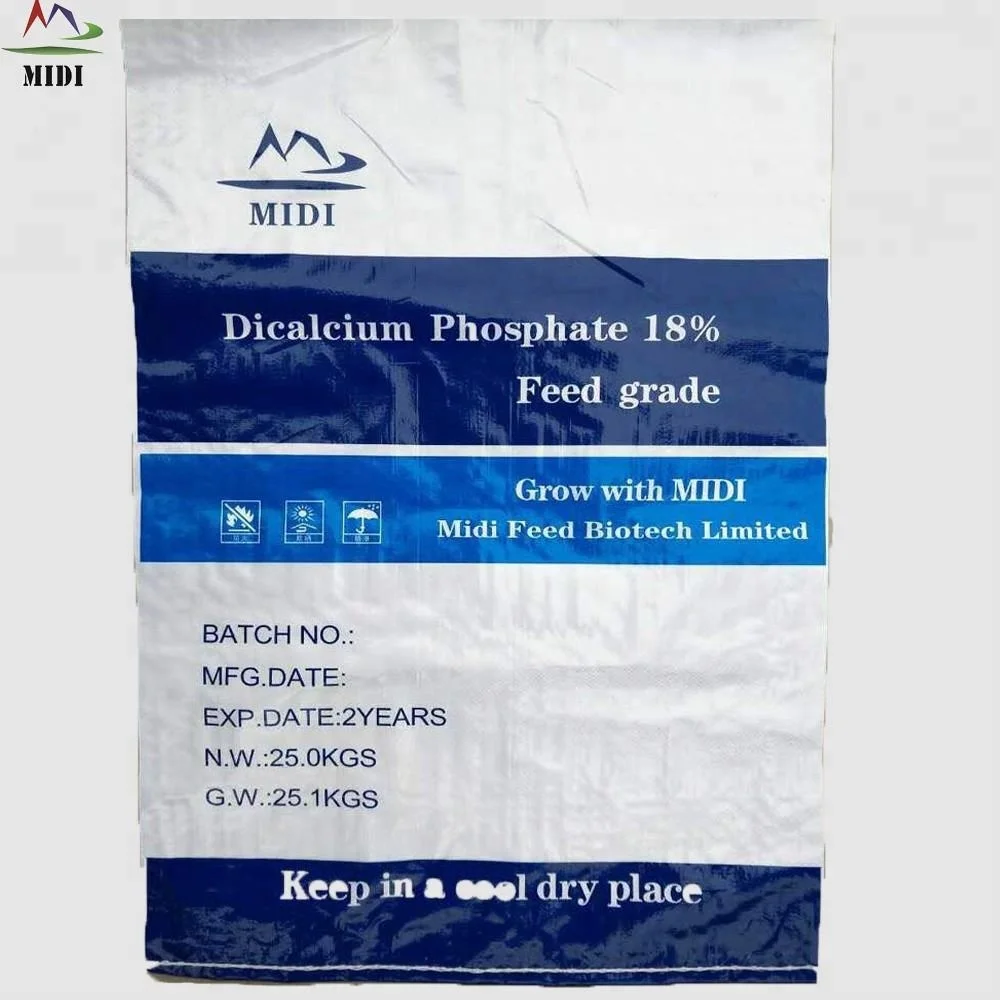 MIDI
MIDI
Dicalcium Phosphate 18%
Feed grade
Grow with MIDI
Midi Feed Biotech Limited
BATCH NO.:
MFG.DATE:
EXP.DATE:2YEARS
N.W.:25.0KGS
G.W.:25.1KGS
Keep in a cool dry place